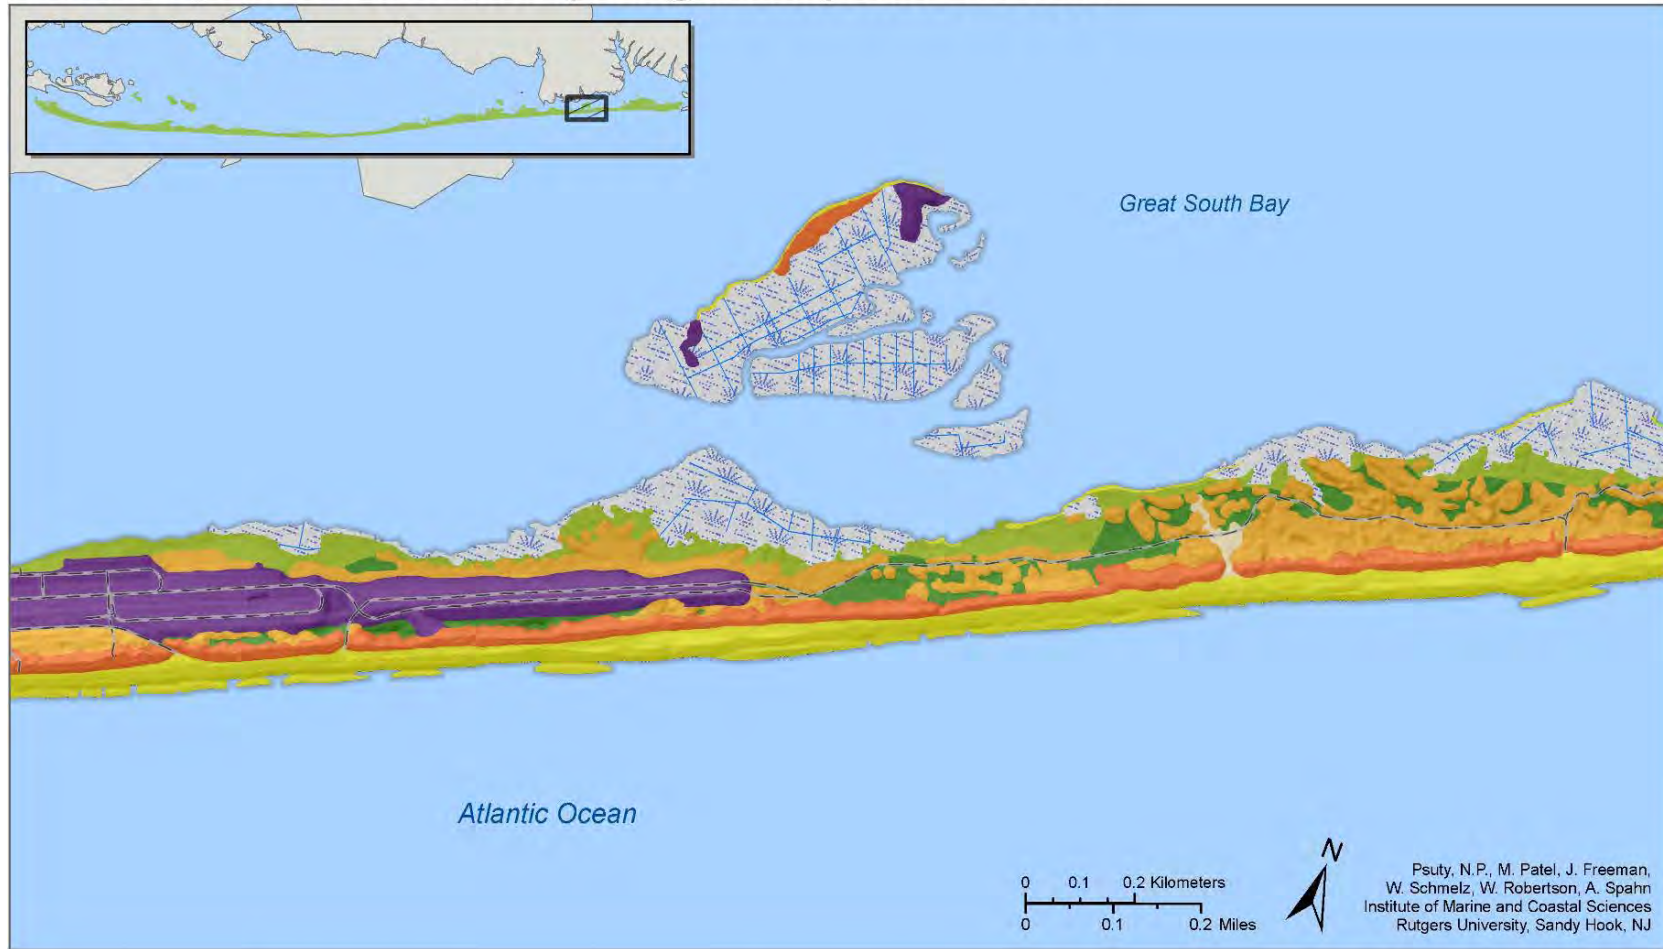 Great South Bay
Atlantic Ocean
N
0 0.1 0.2 Kilometers
0 0.1 0.2 Miles
Psuty, N.P., M. Patel, J. Freeman,
W. Schmelz, W. Robertson, A. Spahn
Institute of Marine and Coastal Sciences
Rutgers University, Sandy Hook, NJ